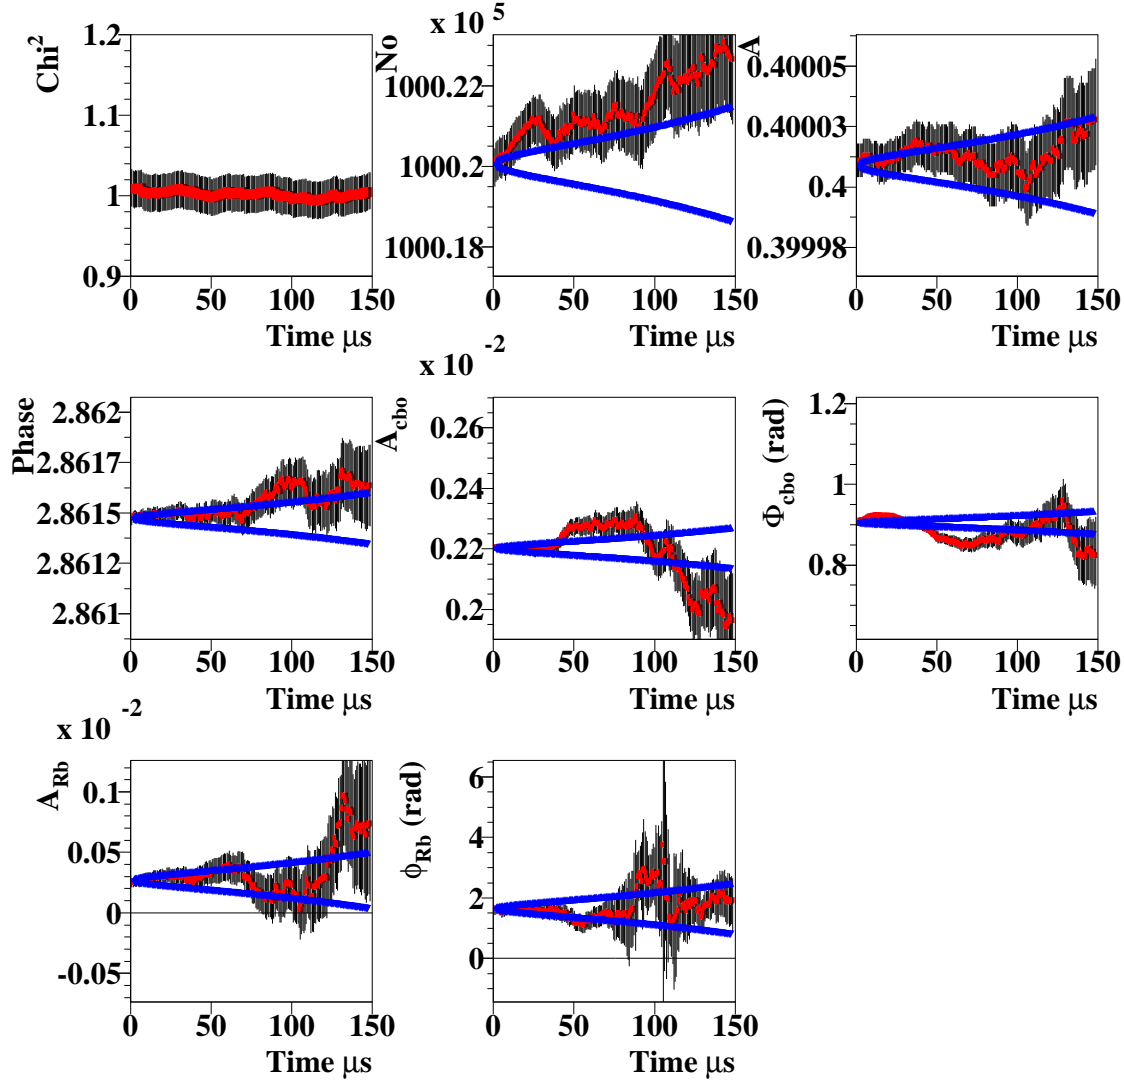 Chi²
1.2
1.1
1
0.9
0 50 100 150
Time μs
x 10⁵
No
1000.22
1000.2
1000.18
0 50 100 150
Time μs
A
0.40005
0.40003
0.4
0.39998
0 50 100 150
Time μs
Phase
2.862
2.8617
2.8615
2.8612
2.861
0 50 100 150
Time μs
x 10⁻²
A_cbo
0.26
0.24
0.22
0.2
0 50 100 150
Time μs
Φ_cbo (rad)
1.2
1
0.8
0 50 100 150
Time μs
x 10⁻²
A_Rb
0.1
0.05
0
-0.05
0 50 100 150
Time μs
ϕ_Rb (rad)
6
4
2
0
0 50 100 150
Time μs